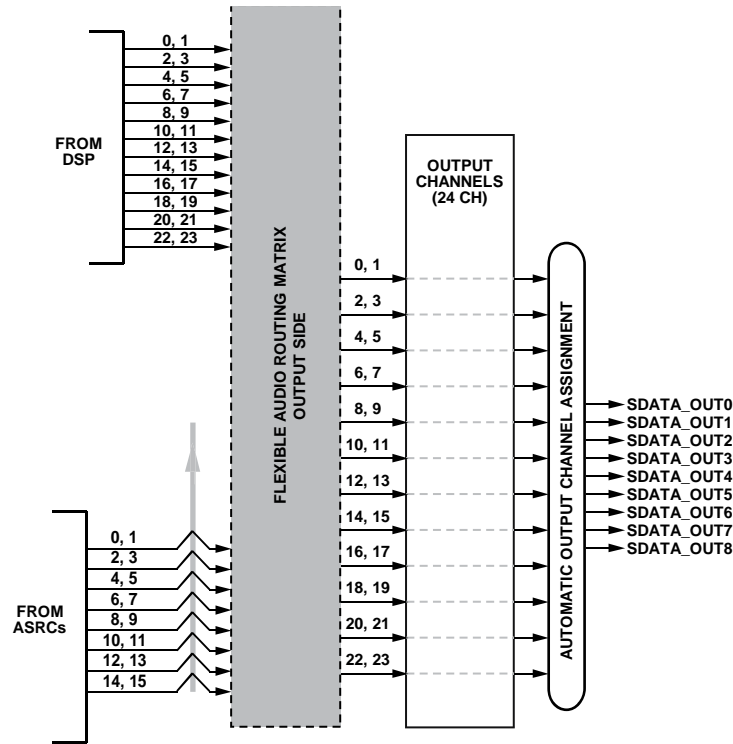 FROM
DSP
0, 1
2, 3
4, 5
6, 7
8, 9
10, 11
12, 13
14, 15
16, 17
18, 19
20, 21
22, 23
FROM
ASRCs
0, 1
2, 3
4, 5
6, 7
8, 9
10, 11
12, 13
14, 15
FLEXIBLE AUDIO ROUTING MATRIX
OUTPUT SIDE
0, 1
2, 3
4, 5
6, 7
8, 9
10, 11
12, 13
14, 15
16, 17
18, 19
20, 21
22, 23
OUTPUT
CHANNELS
(24 CH)
AUTOMATIC OUTPUT CHANNEL ASSIGNMENT
SDATA_OUT0
SDATA_OUT1
SDATA_OUT2
SDATA_OUT3
SDATA_OUT4
SDATA_OUT5
SDATA_OUT6
SDATA_OUT7
SDATA_OUT8